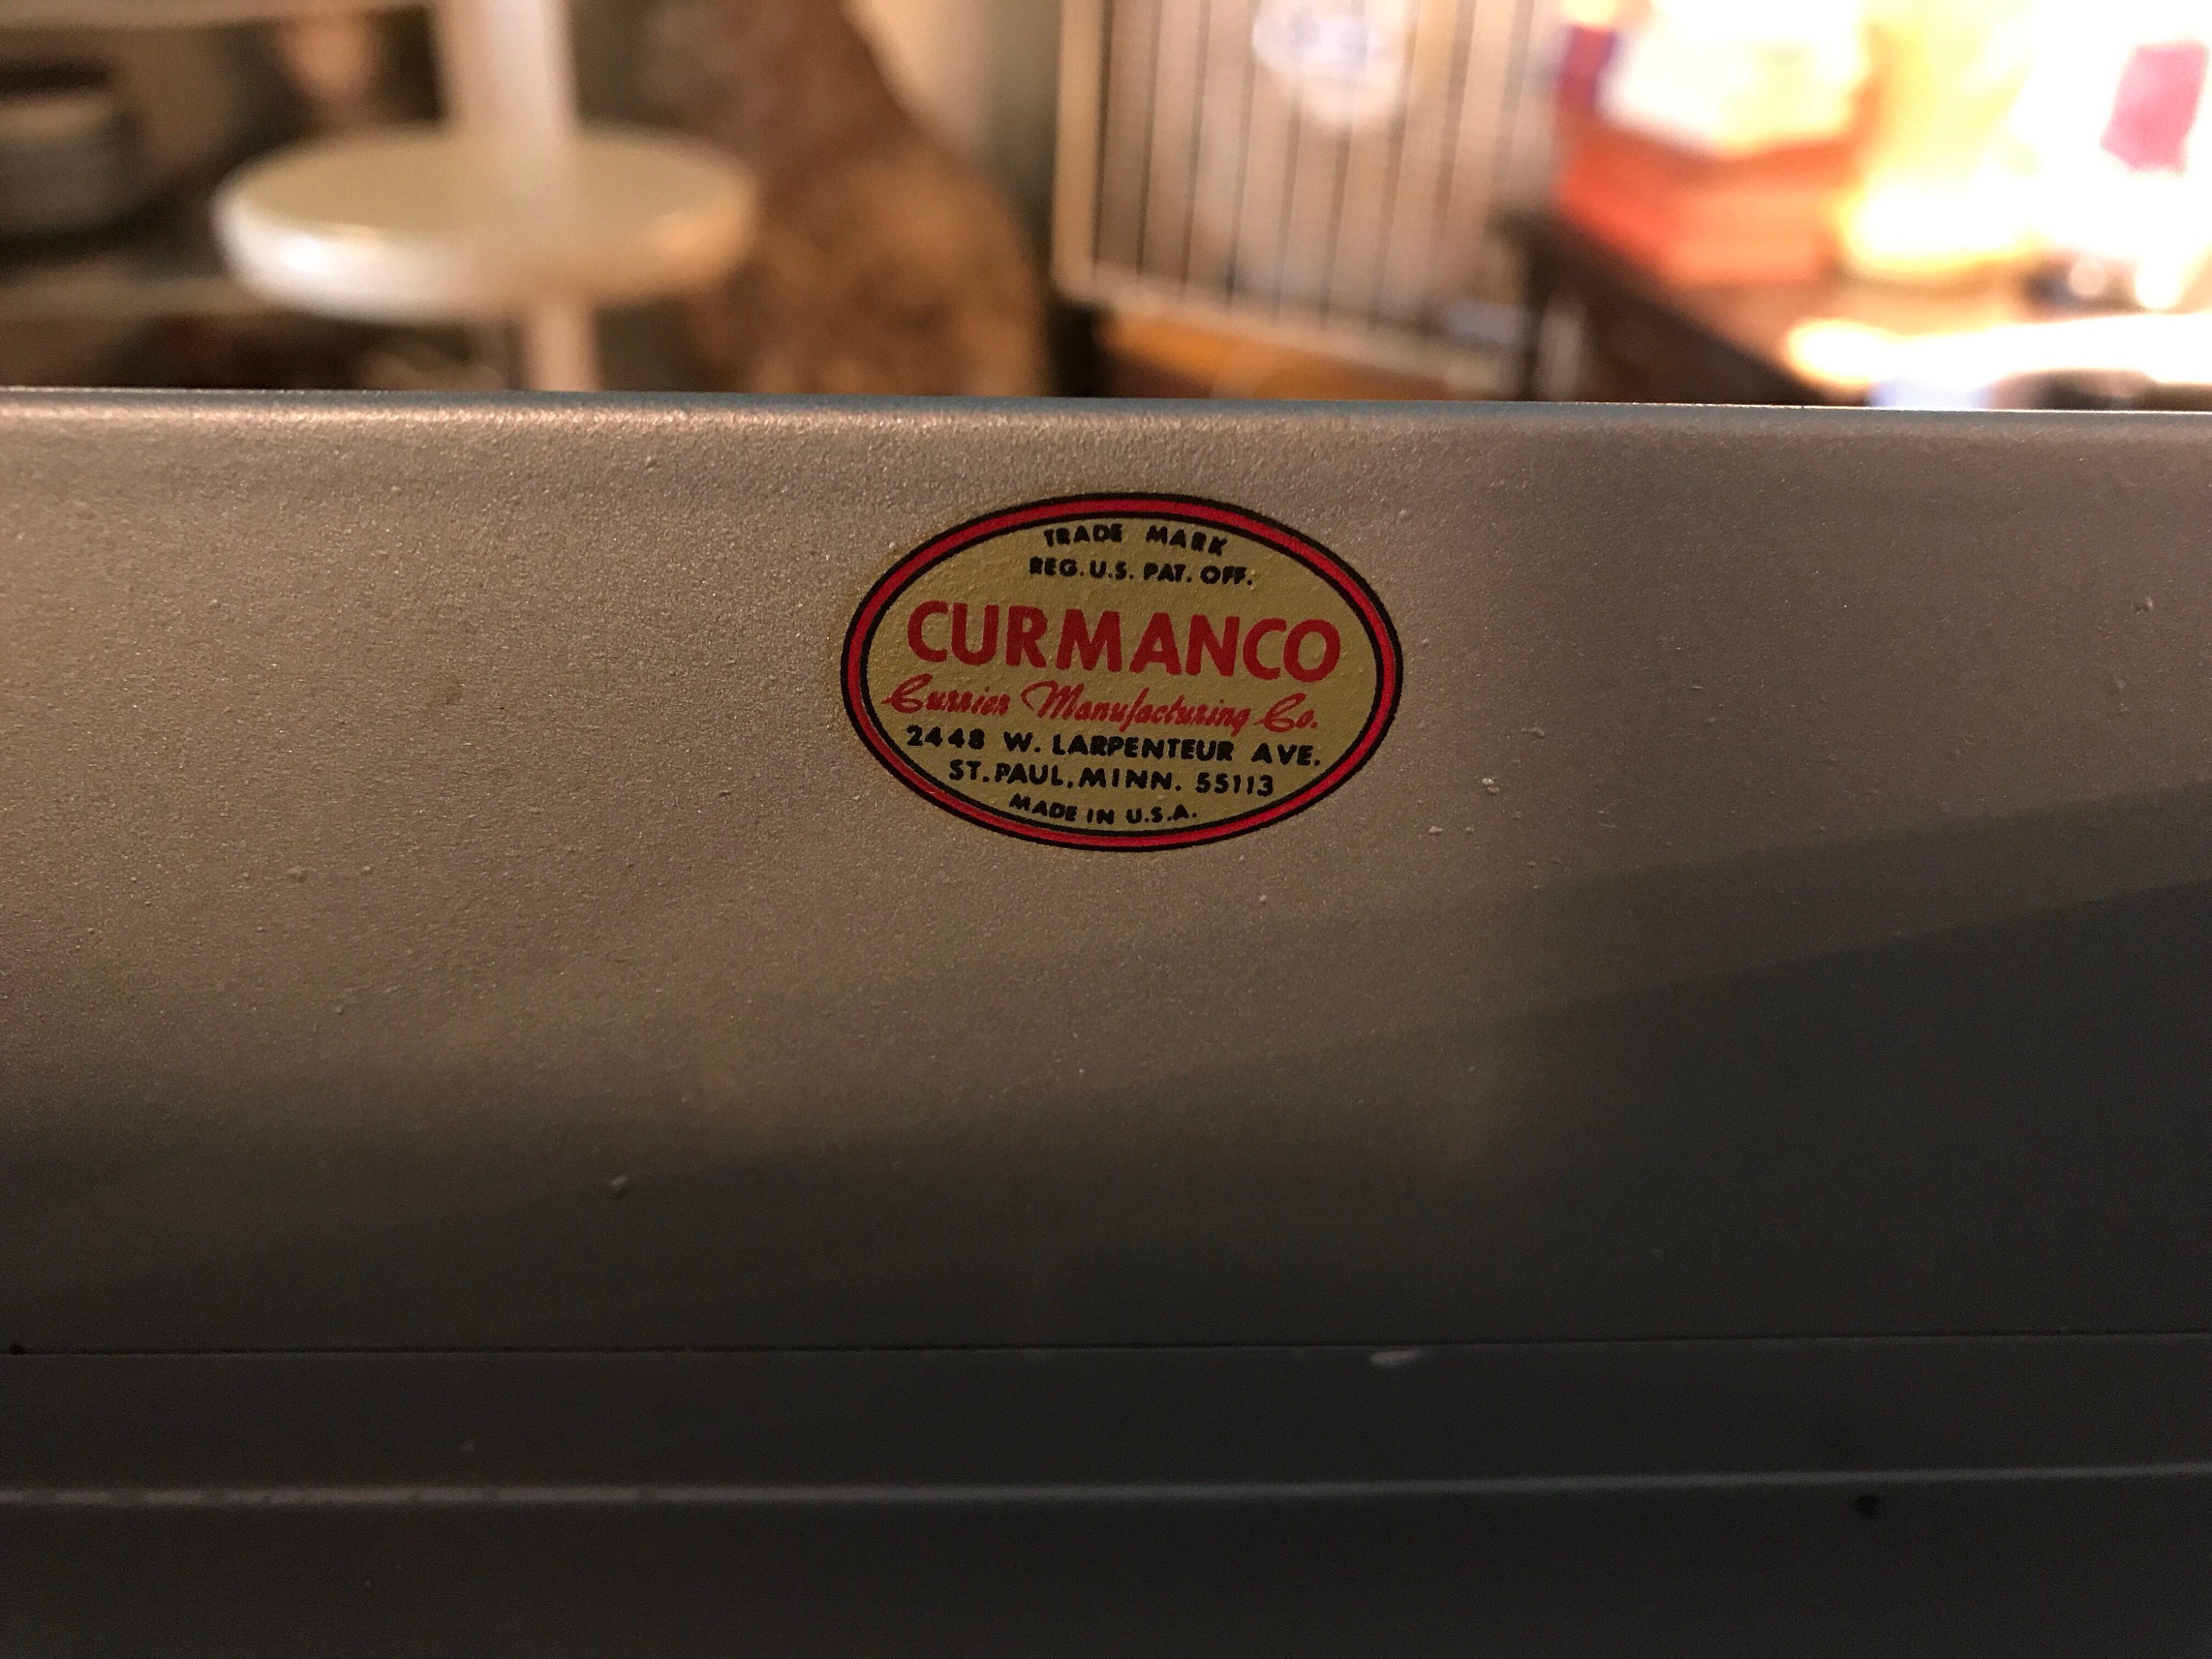 TRADE MARK
REG. U.S. PAT. OFF.
CURMANCO
Currier Manufacturing Co.
2448 W. LARPENTEUR AVE.
ST. PAUL, MINN. 55113
MADE IN U.S.A.